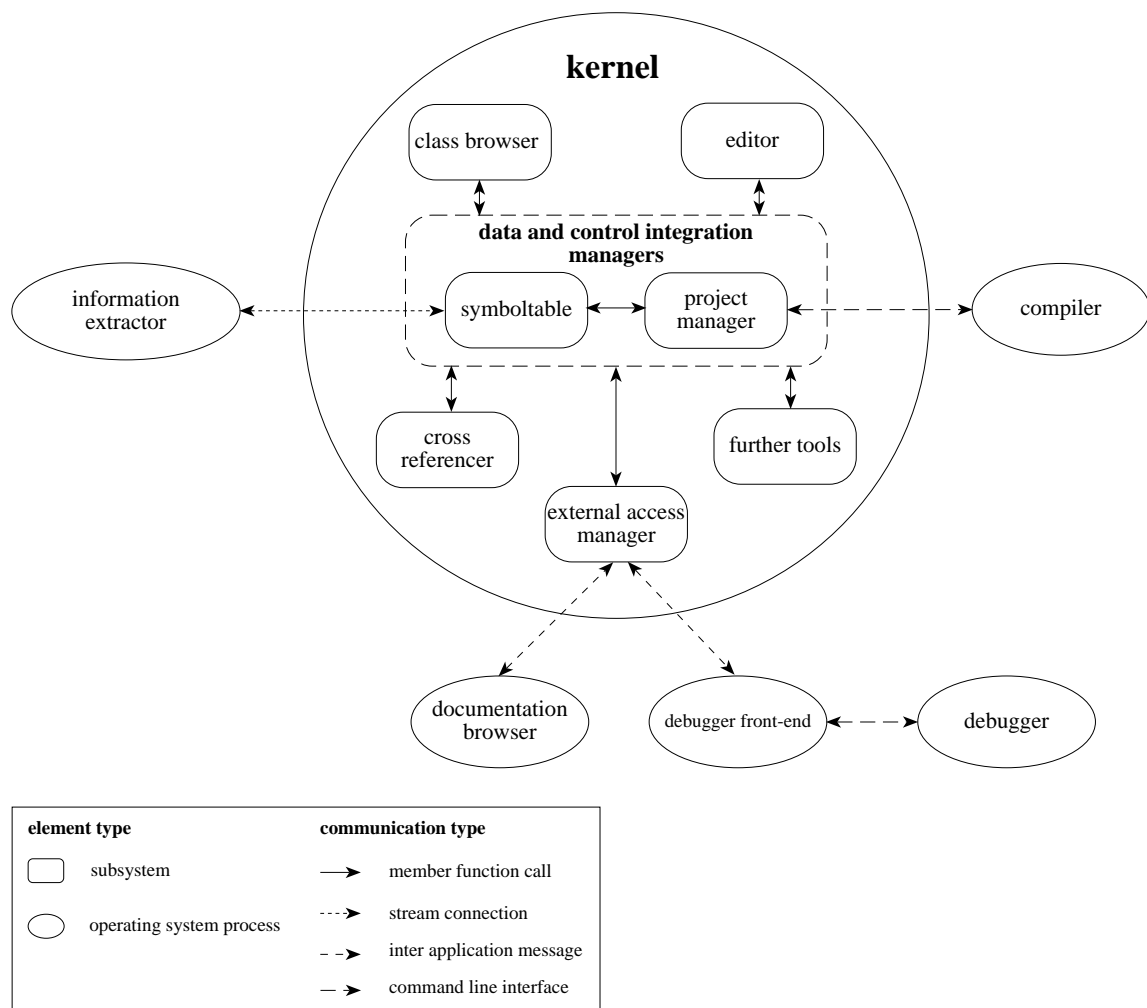 kernel
class browser
editor
data and control integration
managers
information
extractor
symboltable
project
manager
compiler
cross
referencer
further tools
external access
manager
documentation
browser
debugger front-end
debugger
element type
subsystem
operating system process
communication type
member function call
stream connection
inter application message
command line interface